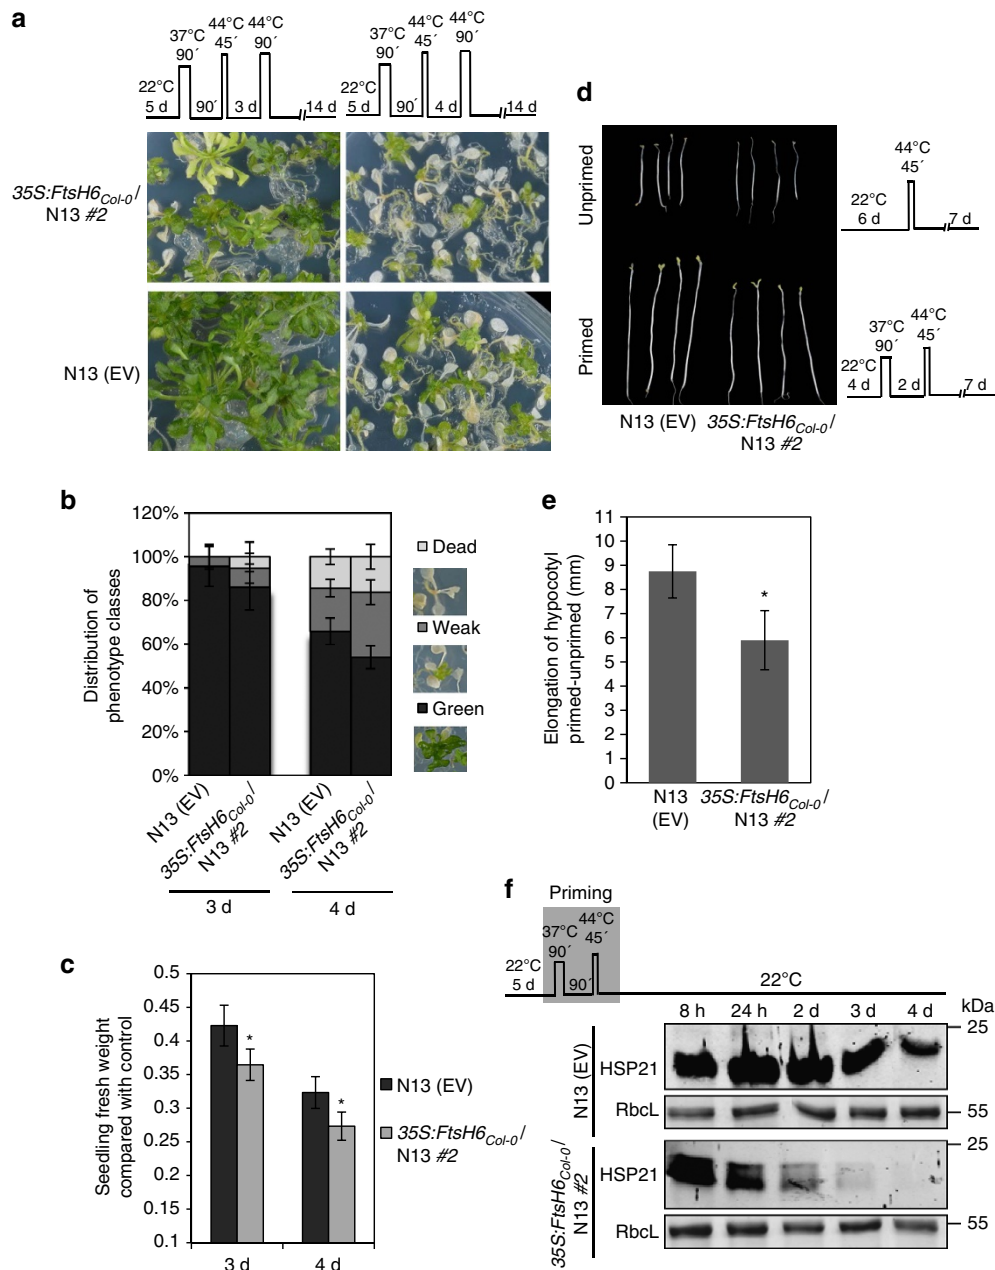 a
44°C 44°C
37°C 45´ 90´
90´
22°C
5 d 90´ 3 d 14 d
44°C 44°C
37°C 45´ 90´
90´
22°C
5 d 90´ 4 d 14 d
35S:FtsH6Col-0/
N13 #2
N13 (EV)
d
Unprimed
Primed
N13 (EV) 35S:FtsH6Col-0/
N13 #2
44°C
45´
22°C
6 d 7 d
44°C
37°C 45´
90´
22°C
4 d 2 d 7 d
b
Distribution of
phenotype classes
120%
100%
80%
60%
40%
20%
0%
Dead
Weak
Green
N13 (EV)
35S:FtsH6Col-0/
N13 #2
N13 (EV)
35S:FtsH6Col-0/
N13 #2
3 d 4 d
e
Elongation of hypocotyl
primed-unprimed (mm)
11
10
9
8
7
6
5
4
3
2
1
0
*
N13
(EV)
35S:FtsH6Col-0/
N13 #2
c
Seedling fresh weight
compared with control
0.5
0.45
0.4
0.35
0.3
0.25
0.2
0.15
0.1
*
*
3 d 4 d
N13 (EV)
35S:FtsH6Col-0/
N13 #2
f
Priming
44°C
37°C 45´
90´
22°C
5 d 90´
22°C
8 h 24 h 2 d 3 d 4 d kDa
N13 (EV)
HSP21 25
RbcL 55
35S:FtsH6Col-0/
N13 #2
HSP21 25
RbcL 55